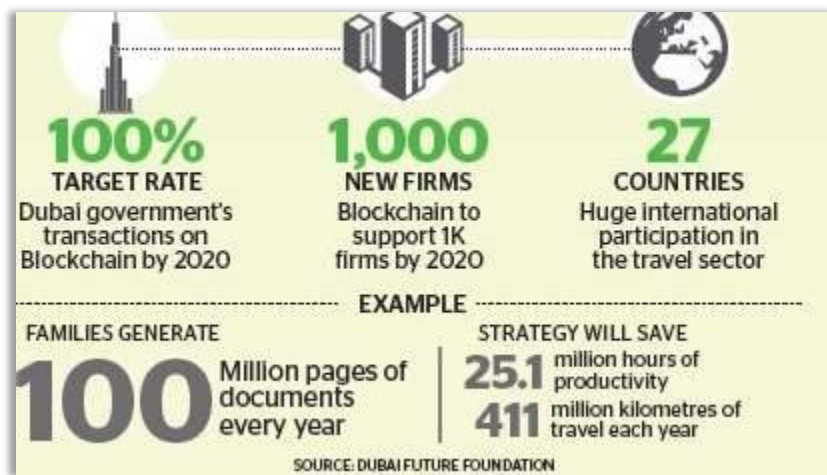 100%
TARGET RATE
Dubai government's
transactions on
Blockchain by 2020
1,000
NEW FIRMS
Blockchain to
support 1K
firms by 2020
27
COUNTRIES
Huge international
participation in
the travel sector
EXAMPLE
FAMILIES GENERATE
100
Million pages of
documents
every year
STRATEGY WILL SAVE
25.1 million hours of
productivity
411 million kilometres of
travel each year
SOURCE: DUBAI FUTURE FOUNDATION